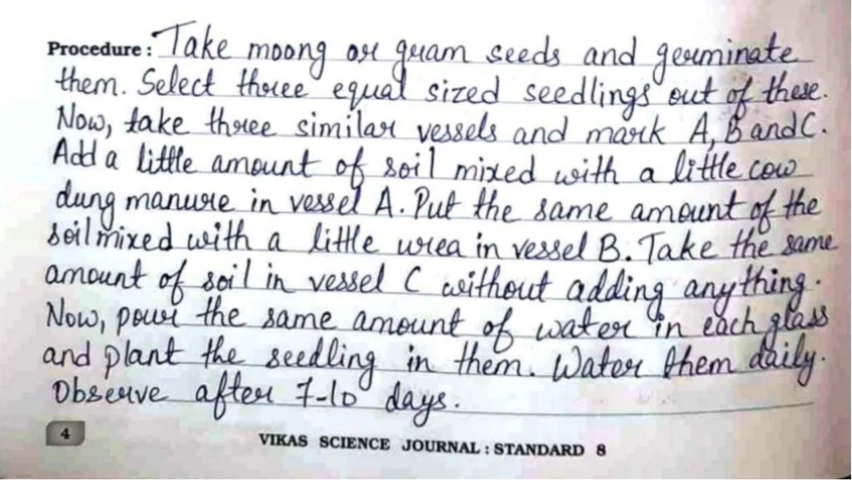 Procedure : Take moong or gram seeds and germinate
them. Select three equal sized seedlings out of these.
Now, take three similar vessels and mark A, B and C.
Add a little amount of soil mixed with a little cow
dung manure in vessel A. Put the same amount of the
soil mixed with a little urea in vessel B. Take the same
amount of soil in vessel C without adding anything.
Now, pour the same amount of water in each glass
and plant the seedling in them. Water them daily.
Observe after 7-10 days.
4
VIKAS SCIENCE JOURNAL : STANDARD 8